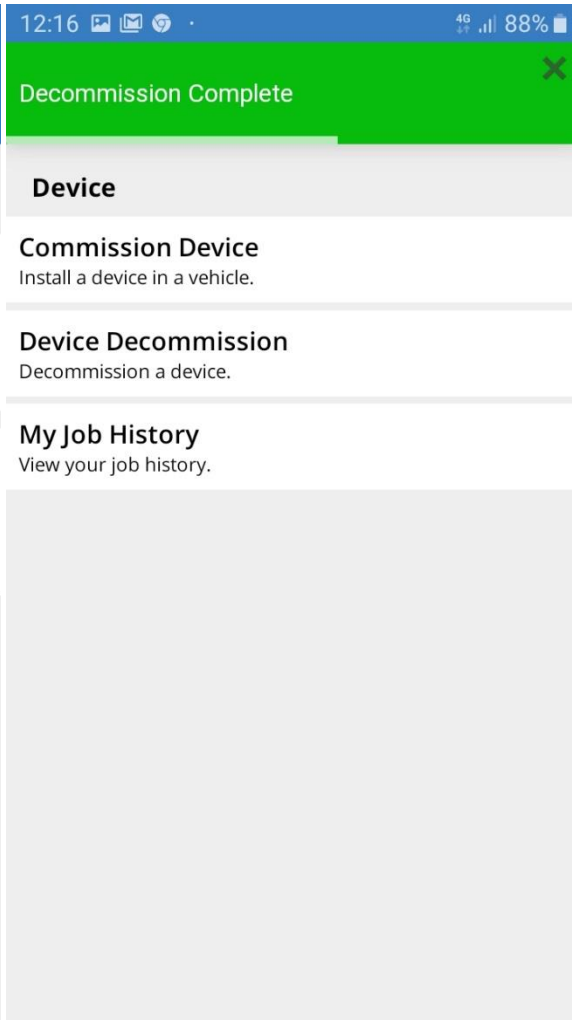 12:16 4G 88%
Decommission Complete
Device
Commission Device
Install a device in a vehicle.
Device Decommission
Decommission a device.
My Job History
View your job history.